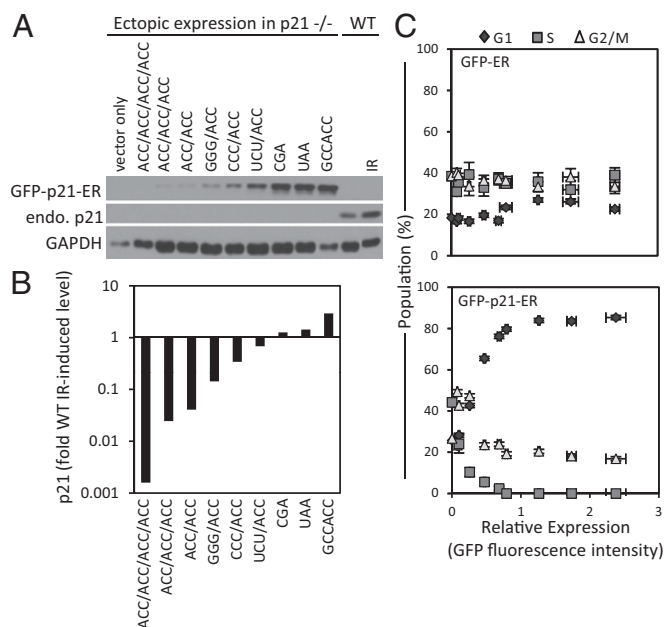 A
Ectopic expression in p21 -/-
WT
vector only
ACC/ACC/ACC/ACC
ACC/ACC/ACC
ACC/ACC
GGG/ACC
CCC/ACC
UCU/ACC
CGA
UAA
GCCACC
IR
GFP-p21-ER
endo. p21
GAPDH
B
p21 (fold WT IR-induced level)
10
1
0.1
0.01
0.001
ACC/ACC/ACC/ACC
ACC/ACC/ACC
ACC/ACC
GGG/ACC
CCC/ACC
UCU/ACC
CGA
UAA
GCCACC
C
G1
S
G2/M
GFP-ER
100
80
60
40
20
0
Population (%)
GFP-p21-ER
100
80
60
40
20
0
0 1 2 3
Relative Expression
(GFP fluorescence intensity)